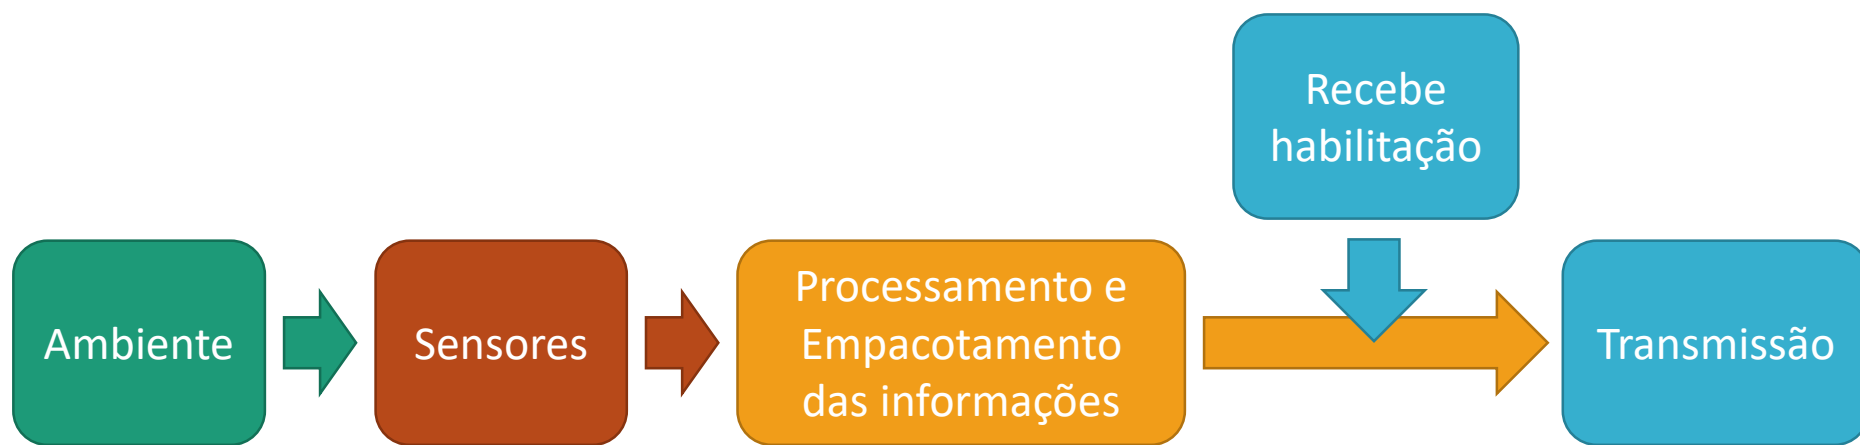 Ambiente
Sensores
Processamento e
Empacotamento
das informações
Recebe
habilitação
Transmissão